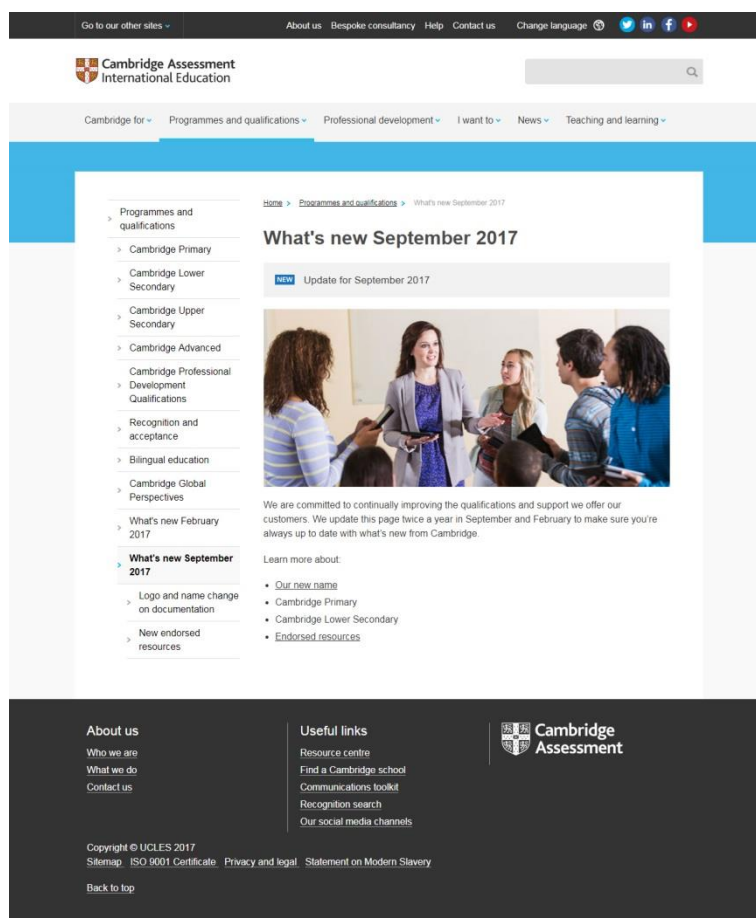 Go to our other sites
About us Bespoke consultancy Help Contact us Change language
Cambridge Assessment
International Education
Cambridge for Programmes and qualifications Professional development I want to News Teaching and learning
Home > Programmes and qualifications > What's new September 2017
Programmes and
qualifications
Cambridge Primary
Cambridge Lower
Secondary
Cambridge Upper
Secondary
Cambridge Advanced
Cambridge Professional
Development
Qualifications
Recognition and
acceptance
Bilingual education
Cambridge Global
Perspectives
What's new February
2017
What's new September
2017
Logo and name change
on documentation
New endorsed
resources
What's new September 2017
NEW Update for September 2017
We are committed to continually improving the qualifications and support we offer our
customers. We update this page twice a year in September and February to make sure you're
always up to date with what's new from Cambridge.
Learn more about:
• Our new name
• Cambridge Primary
• Cambridge Lower Secondary
• Endorsed resources
About us
Who we are
What we do
Contact us
Useful links
Resource centre
Find a Cambridge school
Communications toolkit
Recognition search
Our social media channels
Cambridge
Assessment
Copyright © UCLES 2017
Sitemap ISO 9001 Certificate Privacy and legal Statement on Modern Slavery
Back to top